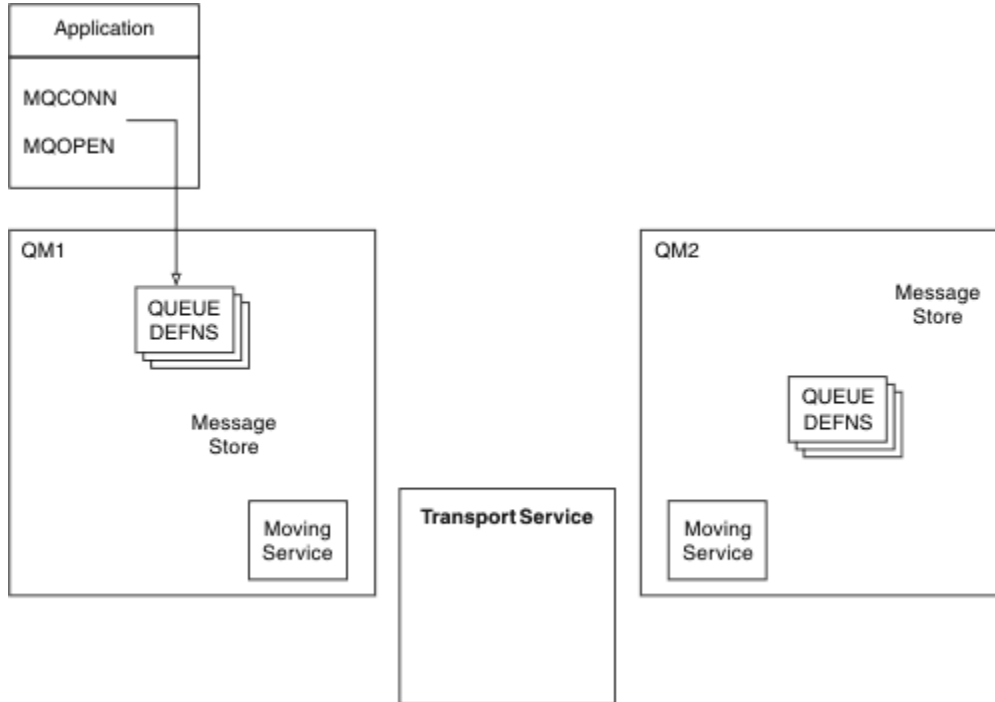 Application
MQCONN
MQOPEN
QM1
QUEUE
DEFNS
Message
Store
Moving
Service
Transport Service
QM2
Message
Store
QUEUE
DEFNS
Moving
Service